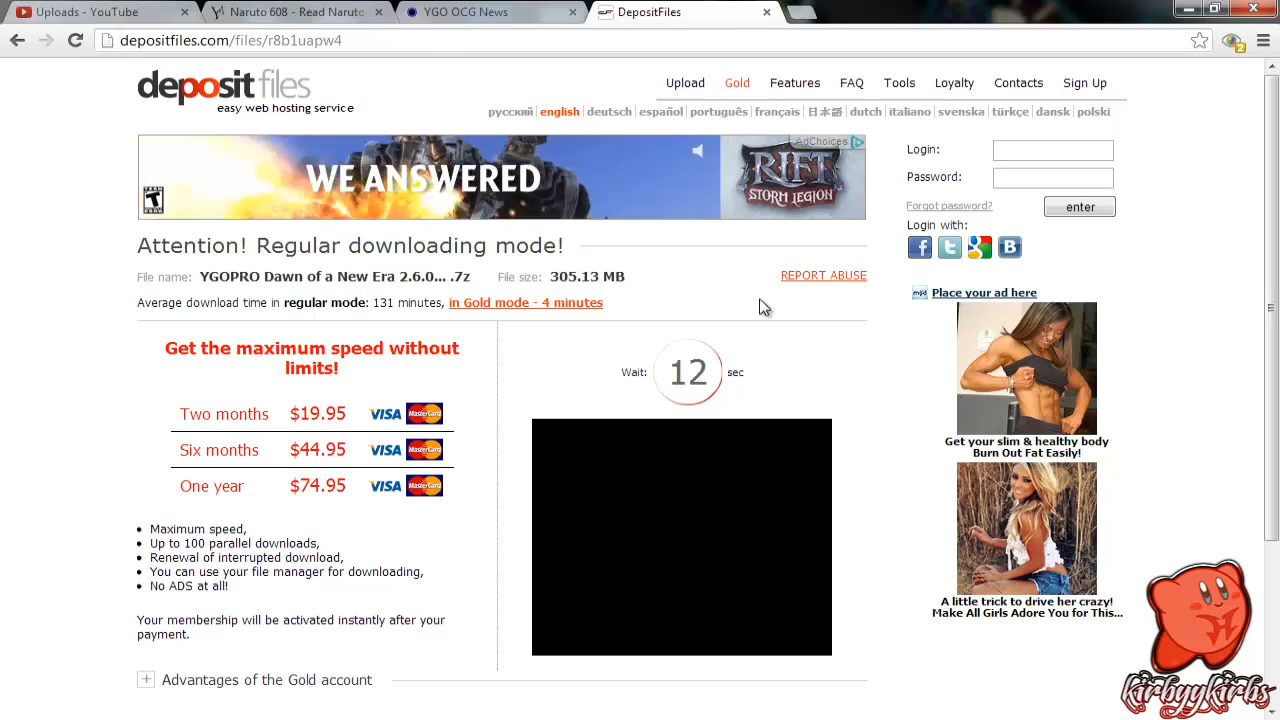 Uploads - YouTube
Naruto 608 - Read Naruto
YGO OCG News
DepositFiles
depositfiles.com/files/r8b1uapw4
2
depositfiles
easy web hosting service
Upload Gold Features FAQ Tools Loyalty Contacts Sign Up
русский english deutsch español português français 日本語 dutch italiano svenska türkçe dansk polski
WE ANSWERED
T
AdChoices
RIFT
STORM LEGION
Login:
Password:
Forgot password?
enter
Login with:
Attention! Regular downloading mode!
File name: YGOPRO Dawn of a New Era 2.6.0... .7z File size: 305.13 MB REPORT ABUSE
Average download time in regular mode: 131 minutes, in Gold mode - 4 minutes
Place your ad here
Get the maximum speed without
limits!
Two months $19.95 VISA MasterCard
Six months $44.95 VISA MasterCard
One year $74.95 VISA MasterCard
Wait: 12 sec
Maximum speed,
Up to 100 parallel downloads,
Renewal of interrupted download,
You can use your file manager for downloading,
No ADS at all!
Your membership will be activated instantly after your
payment.
Advantages of the Gold account
Get your slim & healthy body
Burn Out Fat Easily!
A little trick to drive her crazy!
Make All Girls Adore You for This...
kirbyykirbs